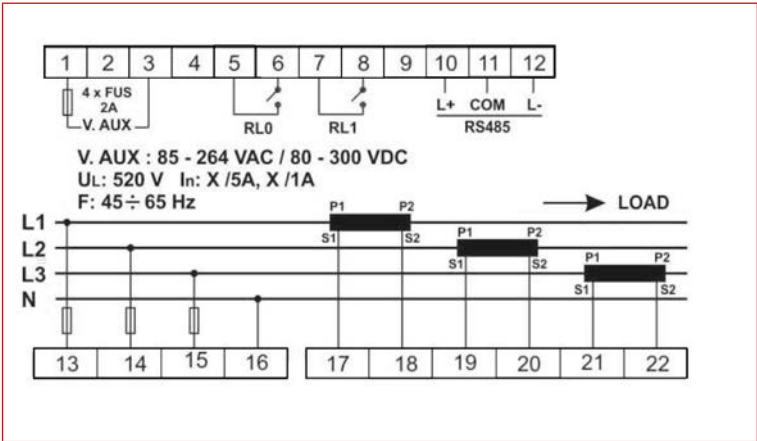 1 2 3 4 5 6 7 8 9 10 11 12
4 x FUS
2A
V. AUX
RL0
RL1
L+ COM L-
RS485
V. AUX : 85 - 264 VAC / 80 - 300 VDC
UL: 520 V In: X /5A, X /1A
F: 45÷ 65 Hz
LOAD
P1 P2
L1
S1 S2
P1 P2
L2
S1 S2
P1 P2
L3
S1 S2
N
13 14 15 16 17 18 19 20 21 22